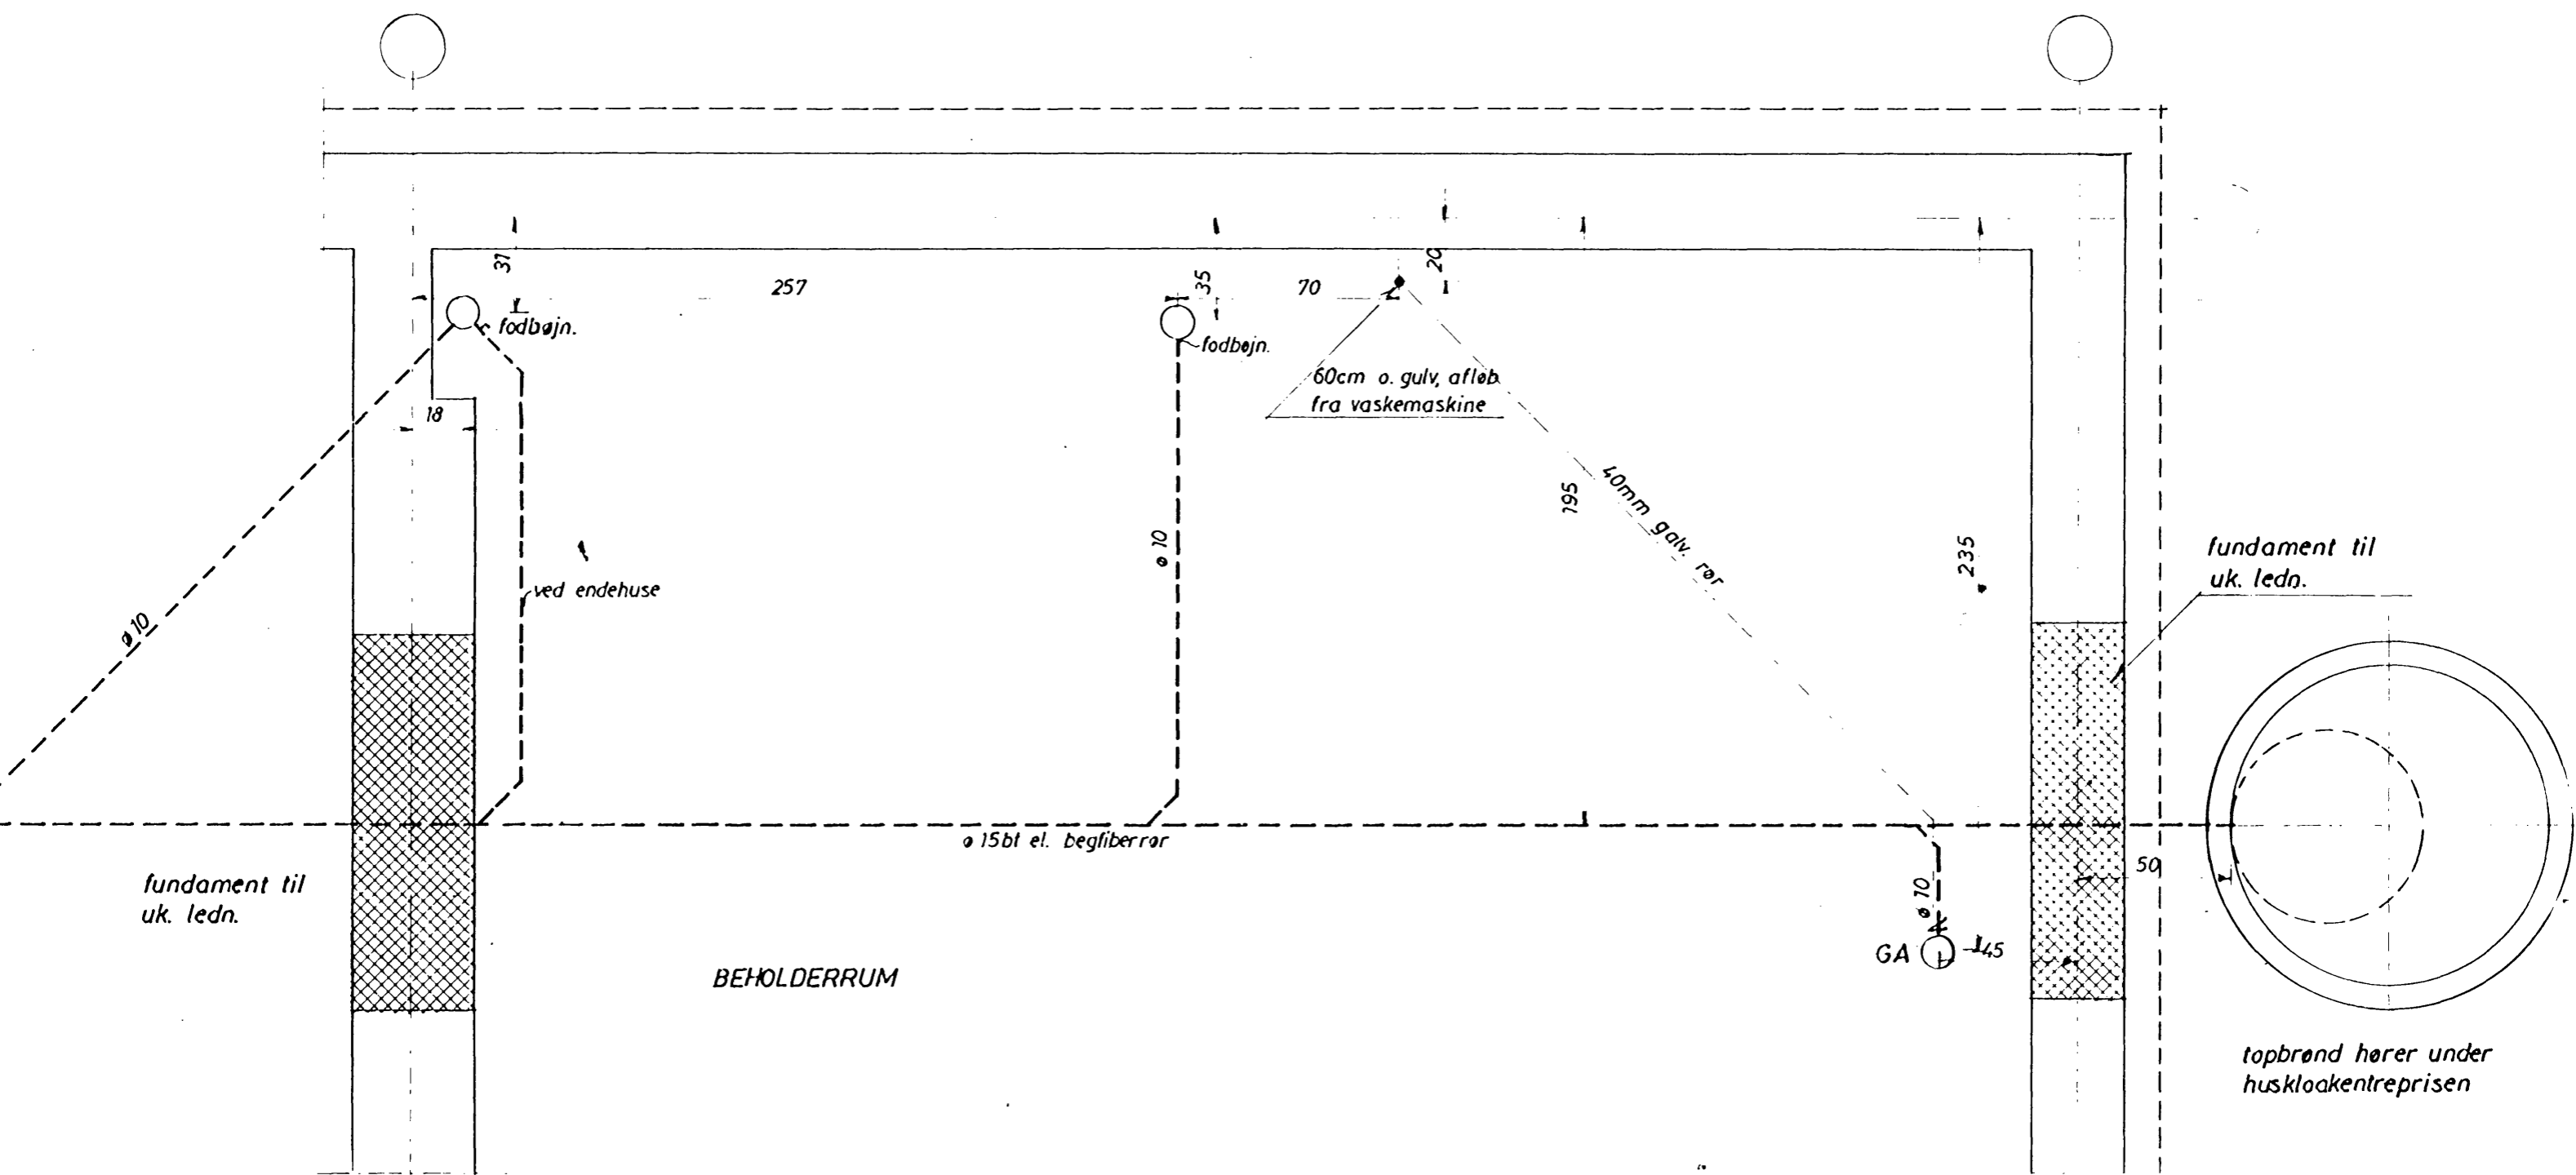 31
257
35
70
20
fodbøjn.
fodbøjn.
60cm o. gulv, afløb
fra vaskemaskine
18
195
40mm galv. rør
ø 10
235
fundament til
uk. ledn.
ved endehuse
ø 10
ø 15bt el. begfiberrør
50
fundament til
uk. ledn.
ø 10
GA
45
BEHOLDERRUM
topbrønd hører under
huskloakentreprisen